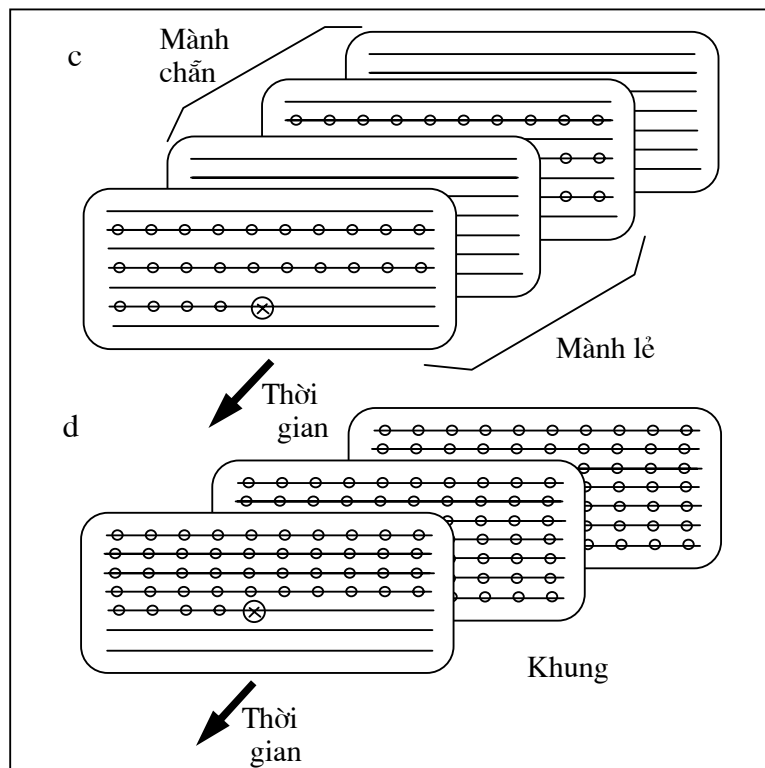 c
Mành
chẵn
Mành lẻ
Thời
gian
d
Khung
Thời
gian